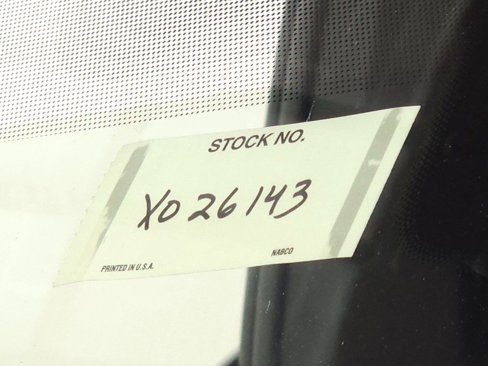 STOCK NO.
X026143
PRINTED IN U.S.A. NABCO